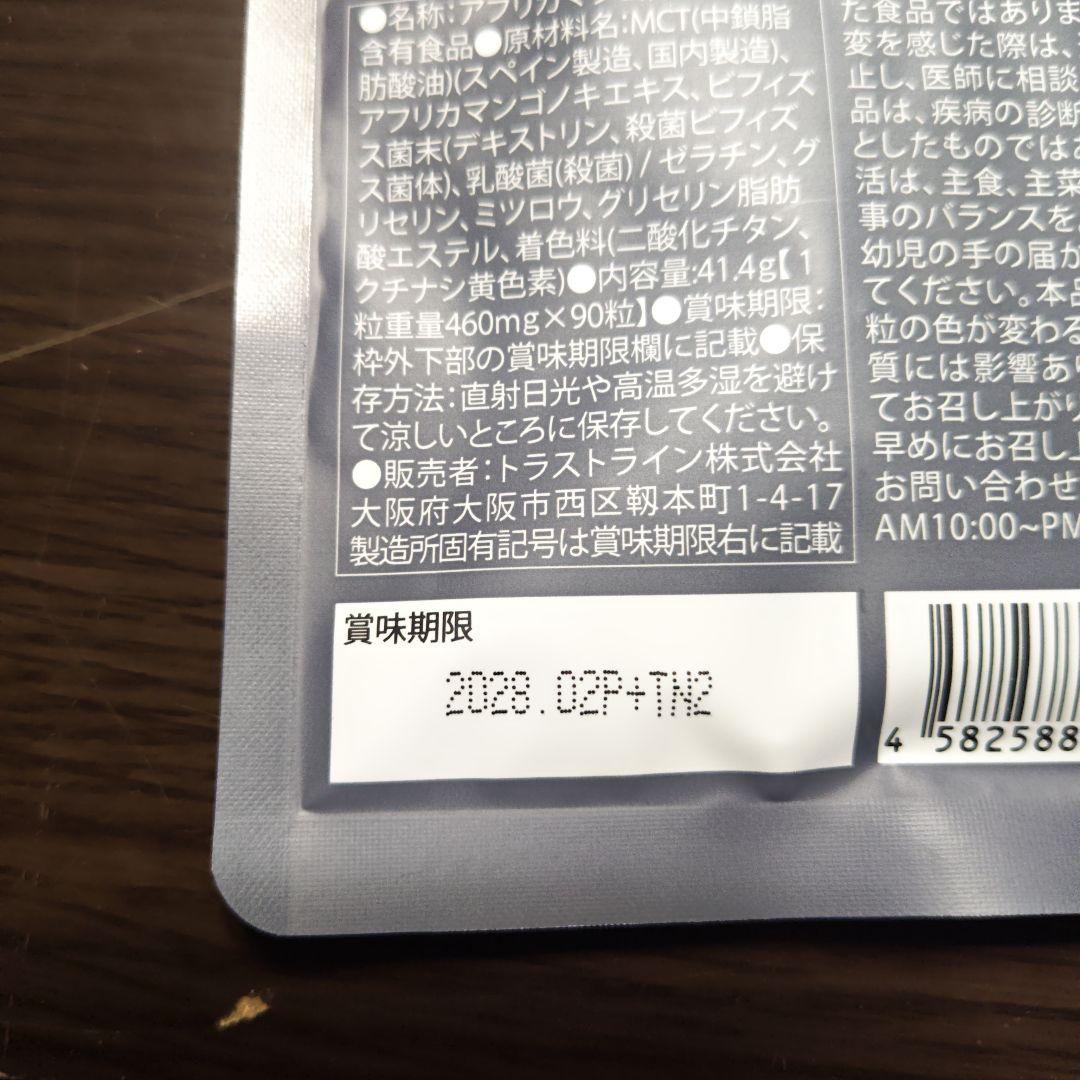 ●名称：アフリカマ
含有食品●原材料名：MCT(中鎖脂
肪酸油)(スペイン製造、国内製造)、
アフリカマンゴノキエキス、ビフィズ
ス菌末(デキストリン、殺菌ビフィズ
ス菌体)、乳酸菌(殺菌) / ゼラチン、グ
リセリン、ミツロウ、グリセリン脂肪
酸エステル、着色料(二酸化チタン、
クチナシ黄色素)●内容量:41.4g【1
粒重量460mg×90粒】●賞味期限：
枠外下部の賞味期限欄に記載●保
存方法：直射日光や高温多湿を避け
て涼しいところに保存してください。
●販売者：トラストライン株式会社
大阪府大阪市西区靱本町1-4-17
製造所固有記号は賞味期限右に記載
た食品ではありま
変を感じた際は、
止し、医師に相談
品は、疾病の診断
としたものではあ
活は、主食、主菜
事のバランスを
幼児の手の届か
てください。本品
粒の色が変わる
質には影響あり
てお召し上がり
早めにお召し上
お問い合わせ
AM10:00~PM
賞味期限
2028.02P+TN2
4 582588